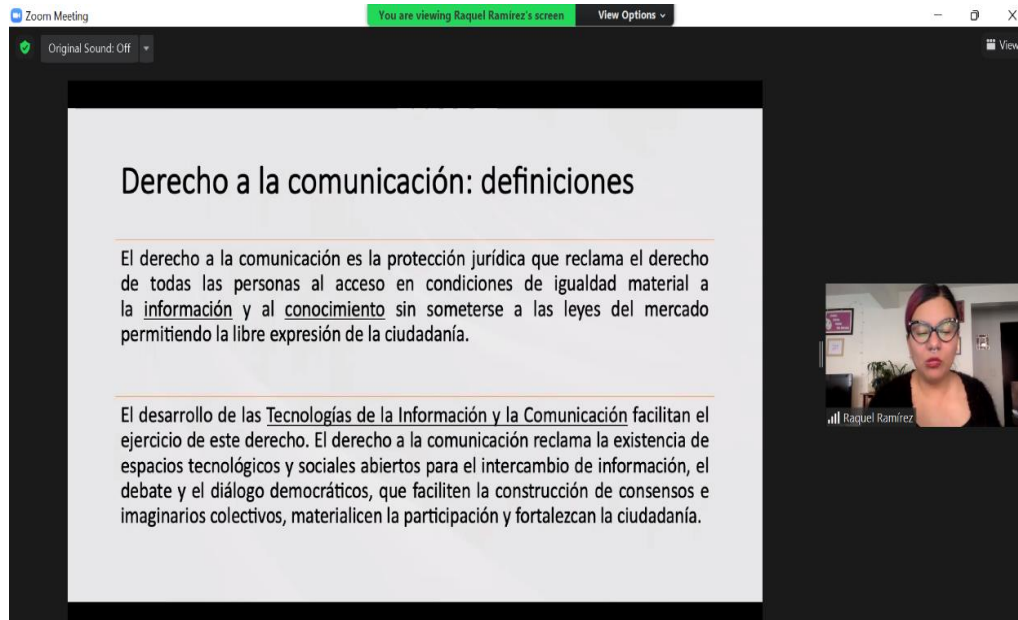 Zoom Meeting
You are viewing Raquel Ramírez's screen
View Options
Original Sound: Off
View
Derecho a la comunicación: definiciones
El derecho a la comunicación es la protección jurídica que reclama el derecho
de todas las personas al acceso en condiciones de igualdad material a
la información y al conocimiento sin someterse a las leyes del mercado
permitiendo la libre expresión de la ciudadanía.
El desarrollo de las Tecnologías de la Información y la Comunicación facilitan el
ejercicio de este derecho. El derecho a la comunicación reclama la existencia de
espacios tecnológicos y sociales abiertos para el intercambio de información, el
debate y el diálogo democráticos, que faciliten la construcción de consensos e
imaginarios colectivos, materialicen la participación y fortalezcan la ciudadanía.
Raquel Ramírez